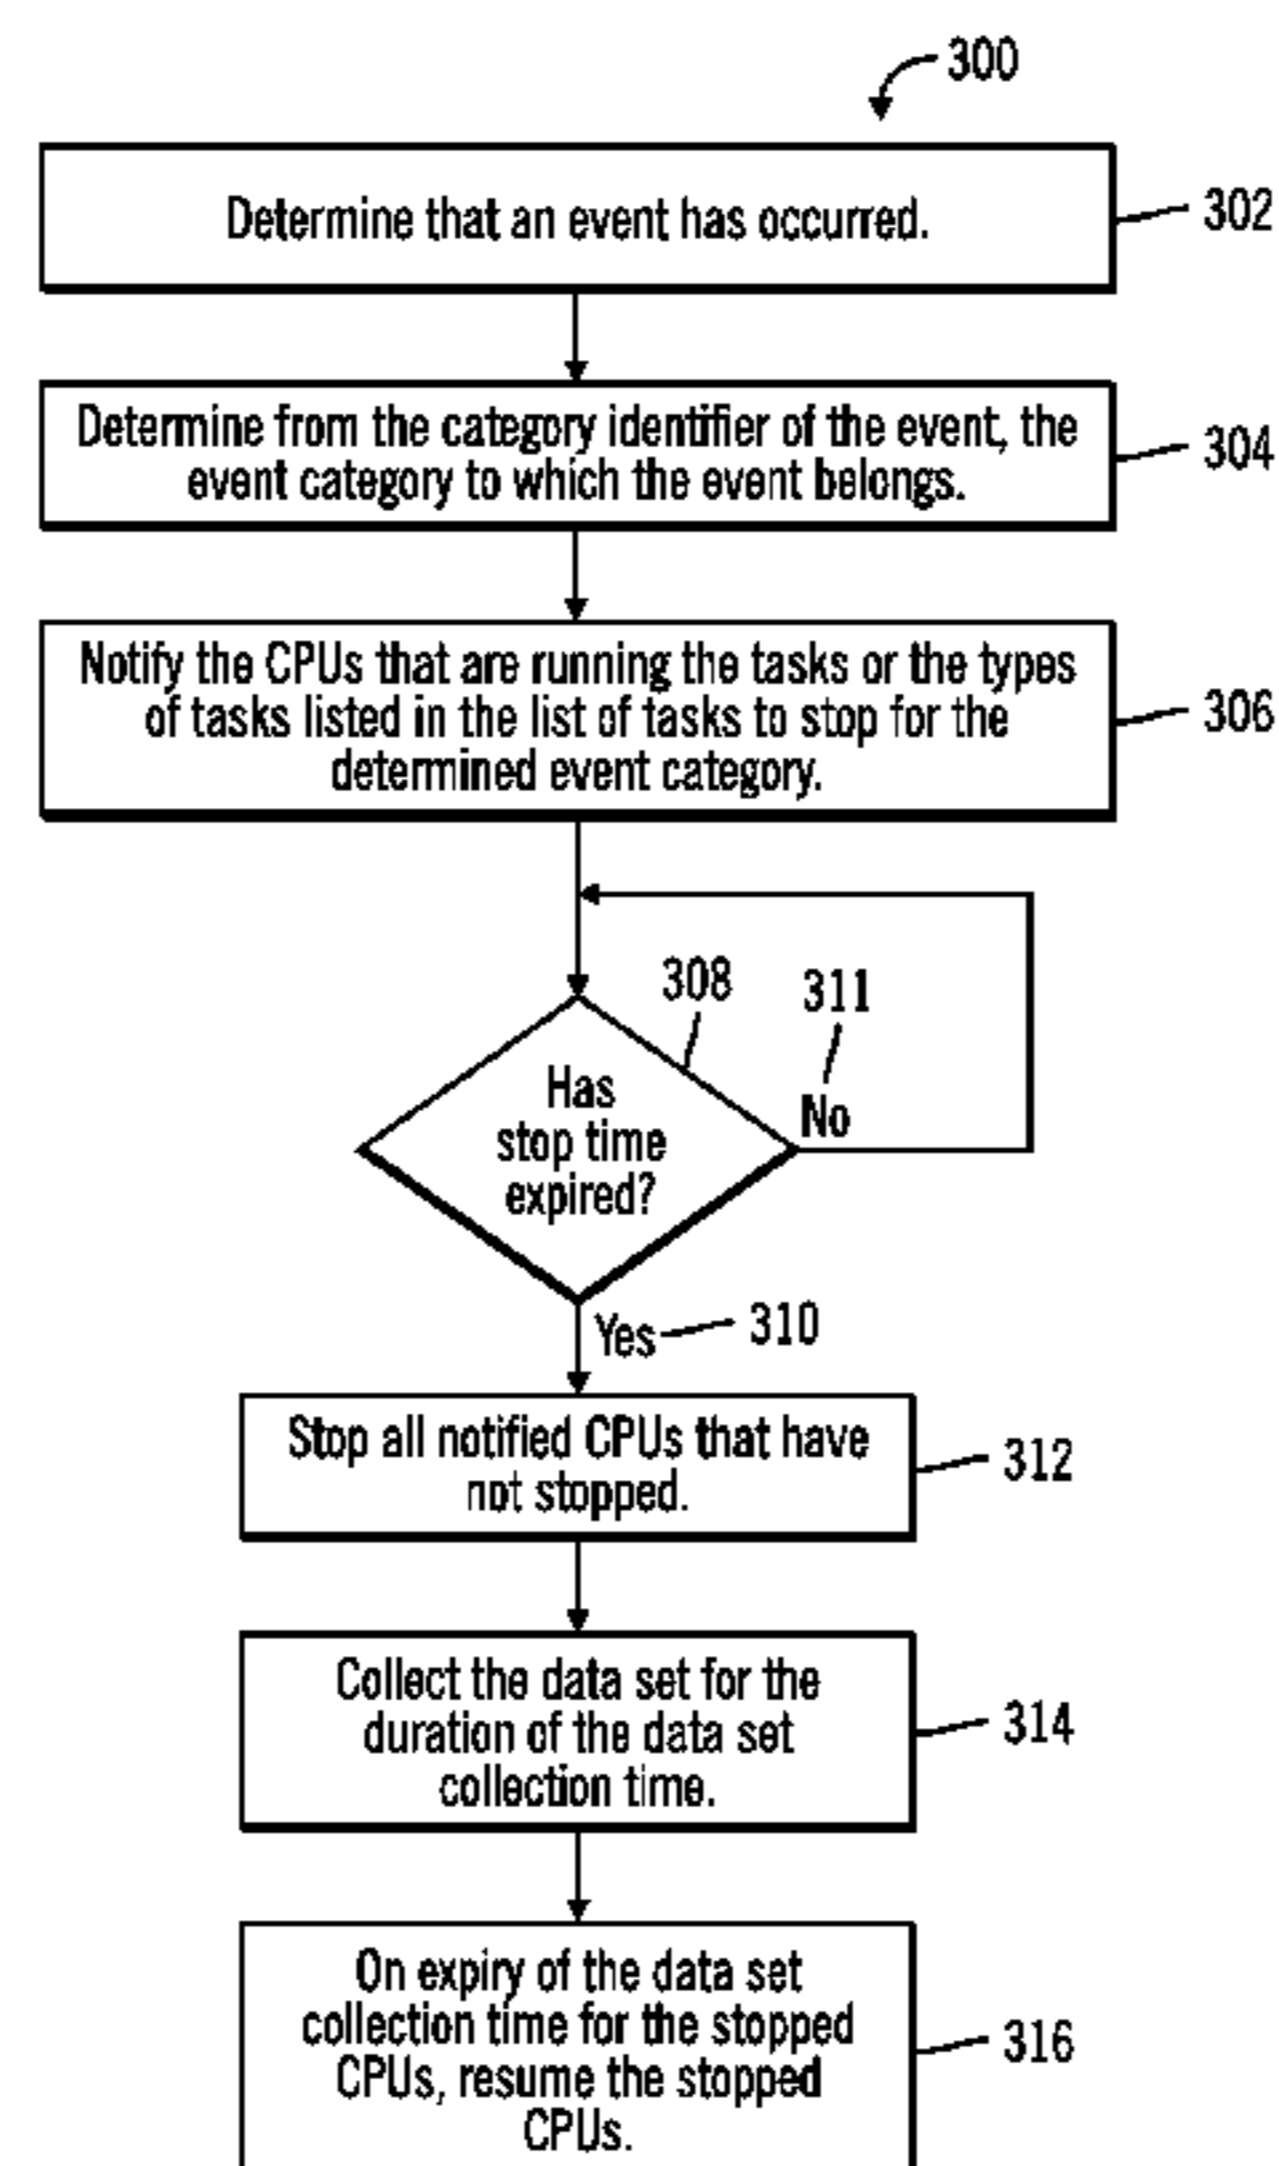 300
Determine that an event has occurred.
302
Determine from the category identifier of the event, the
event category to which the event belongs.
304
Notify the CPUs that are running the tasks or the types
of tasks listed in the list of tasks to stop for the
determined event category.
306
308
311
Has
stop time
expired?
No
Yes
310
Stop all notified CPUs that have
not stopped.
312
Collect the data set for the
duration of the data set
collection time.
314
On expiry of the data set
collection time for the stopped
CPUs, resume the stopped
CPUs.
316